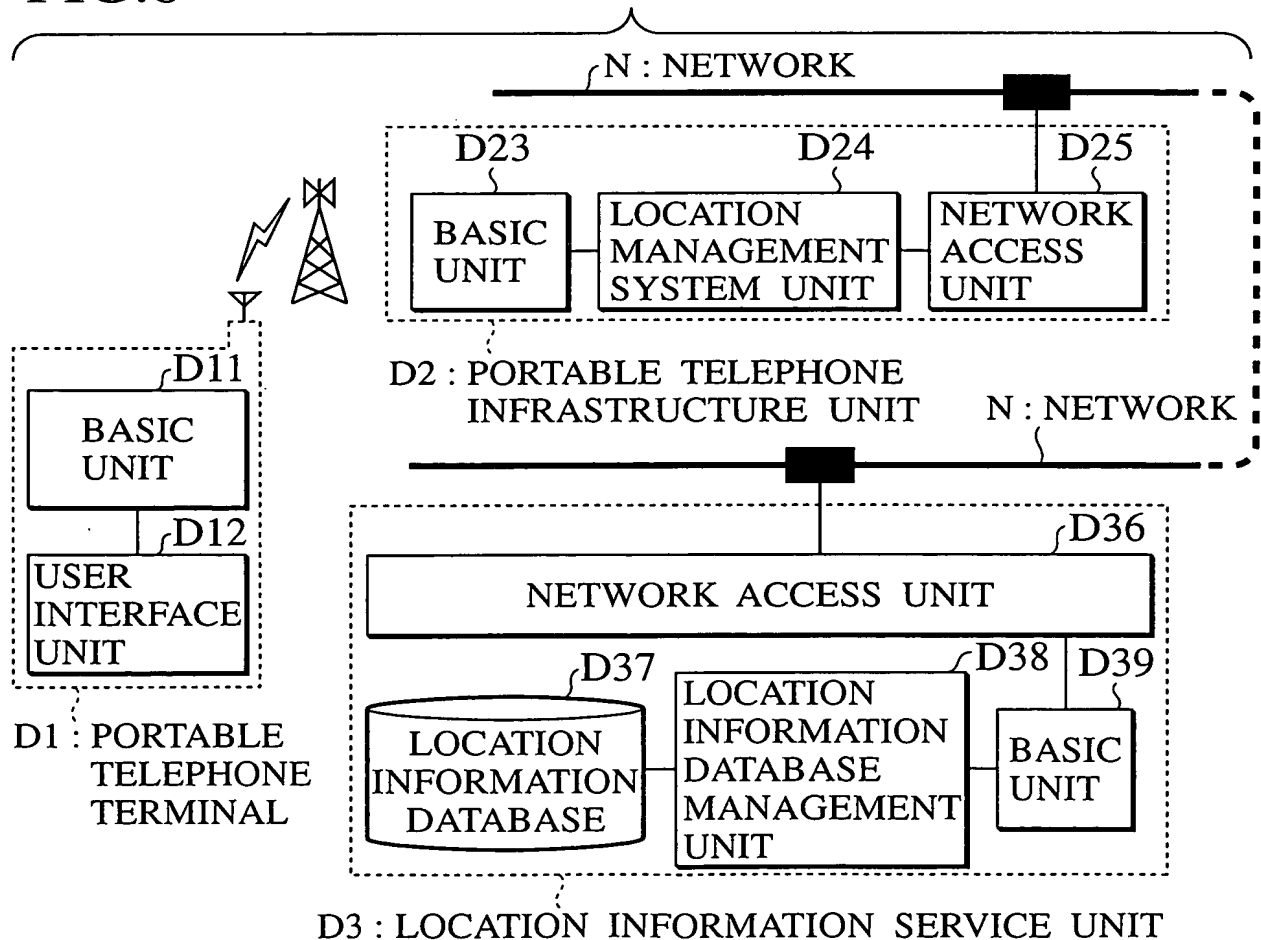 N : NETWORK
D23
D24
D25
BASIC
UNIT
LOCATION
MANAGEMENT
SYSTEM UNIT
NETWORK
ACCESS
UNIT
D2 : PORTABLE TELEPHONE
INFRASTRUCTURE UNIT
D11
BASIC
UNIT
D12
USER
INTERFACE
UNIT
D1 : PORTABLE
TELEPHONE
TERMINAL
N : NETWORK
D36
NETWORK ACCESS UNIT
D37
LOCATION
INFORMATION
DATABASE
D38
LOCATION
INFORMATION
DATABASE
MANAGEMENT
UNIT
D39
BASIC
UNIT
D3 : LOCATION INFORMATION SERVICE UNIT